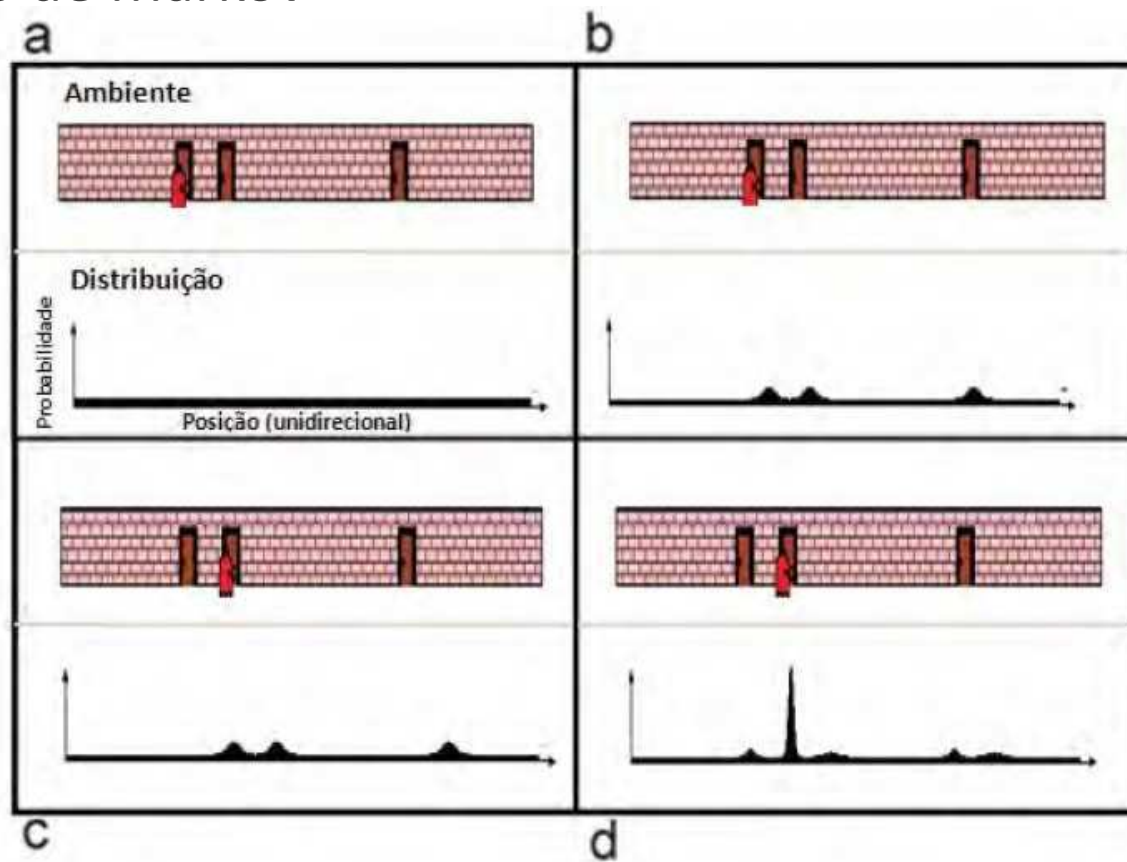 a
b
Ambiente
Distribuição
Probabilidade
Posição (unidirecional)
c
d